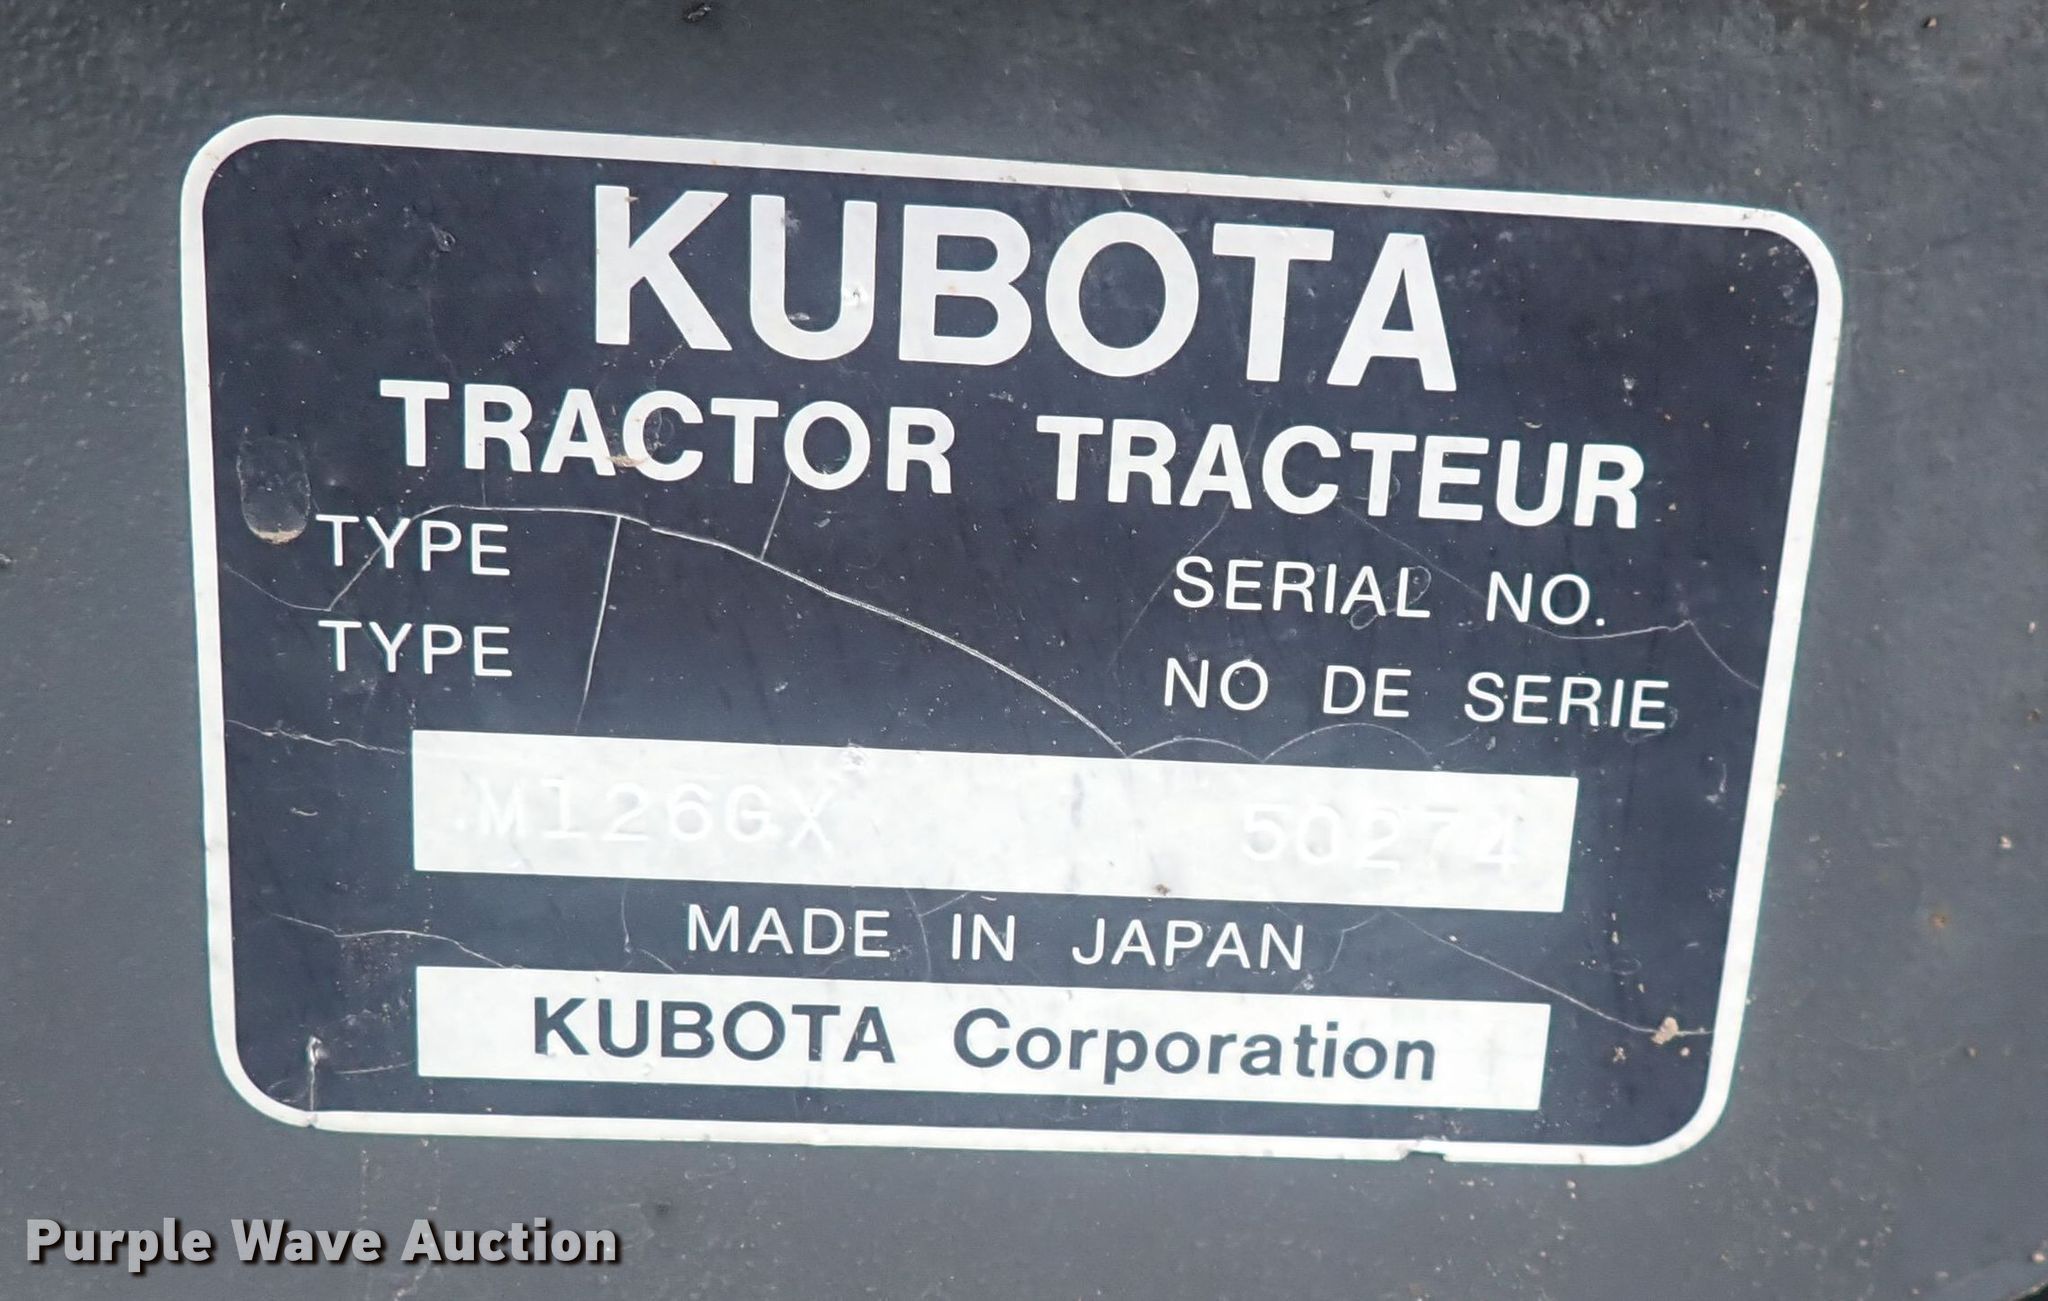 KUBOTA
TRACTOR TRACTEUR
TYPE SERIAL NO.
TYPE NO DE SERIE
M126GX 50274
MADE IN JAPAN
KUBOTA Corporation
Purple Wave Auction